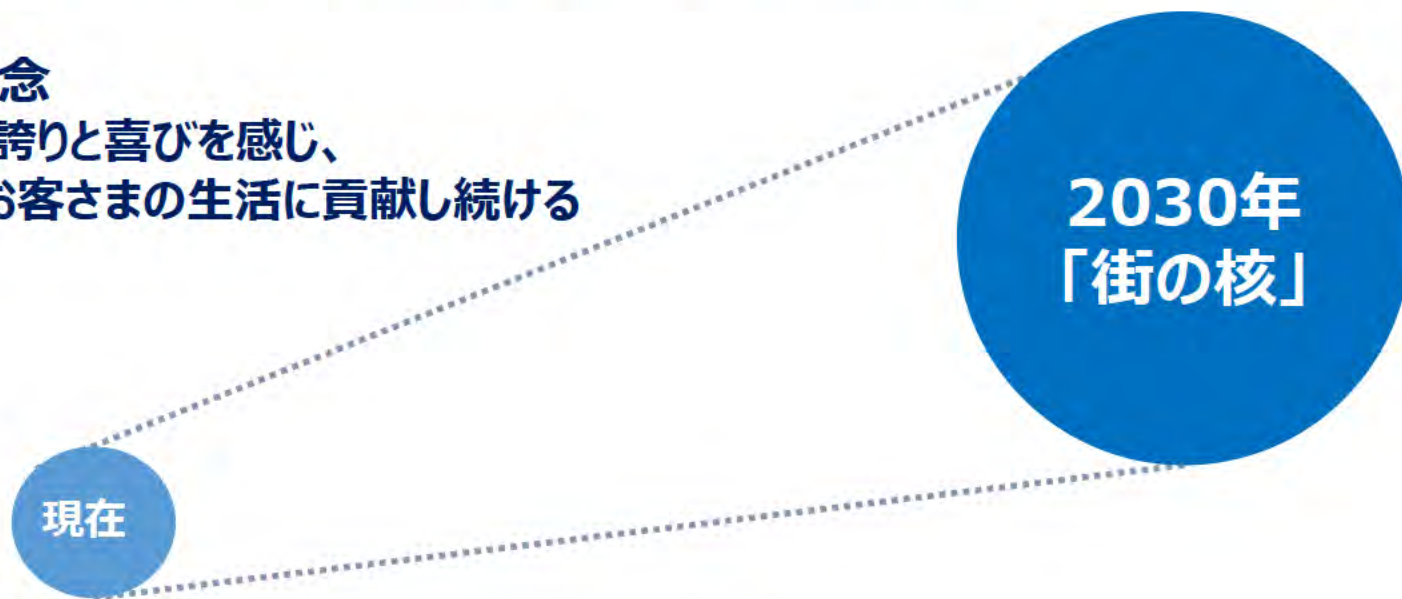 念
誇りと喜びを感じ、
お客さまの生活に貢献し続ける
2030年
「街の核」
現在